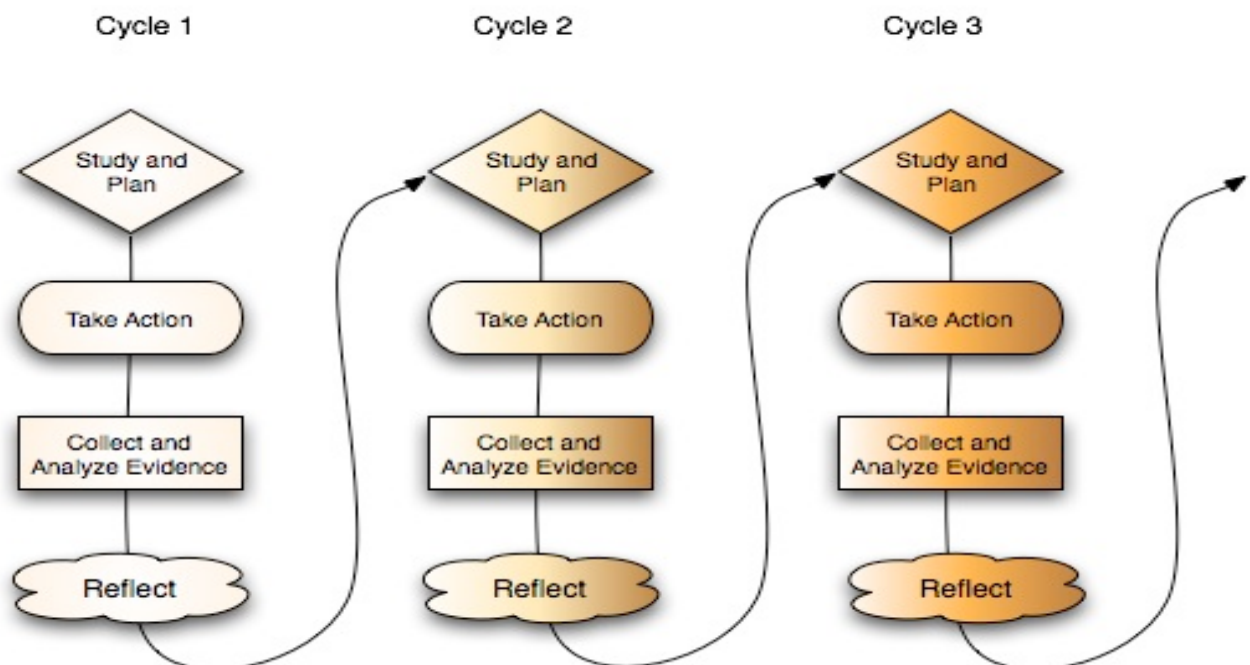 Cycle 1
Study and
Plan
Take Action
Collect and
Analyze Evidence
Reflect
Cycle 2
Study and
Plan
Take Action
Collect and
Analyze Evidence
Reflect
Cycle 3
Study and
Plan
Take Action
Collect and
Analyze Evidence
Reflect